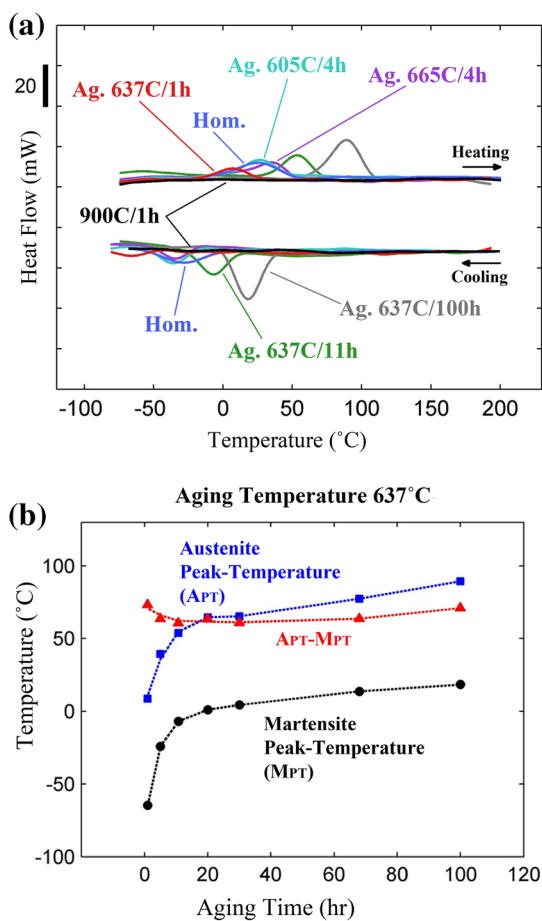 (a)
20
Ag. 605C/4h
Ag. 637C/1h
Ag. 665C/4h
Hom.
Heating
900C/1h
Cooling
Hom.
Ag. 637C/100h
Ag. 637C/11h
Heat Flow (mW)
-100 -50 0 50 100 150 200
Temperature (˚C)
Aging Temperature 637˚C
(b)
Austenite
Peak-Temperature
(APT)
APT-MPT
Martensite
Peak-Temperature
(MPT)
100
50
0
-50
-100
Temperature (˚C)
0 20 40 60 80 100 120
Aging Time (hr)